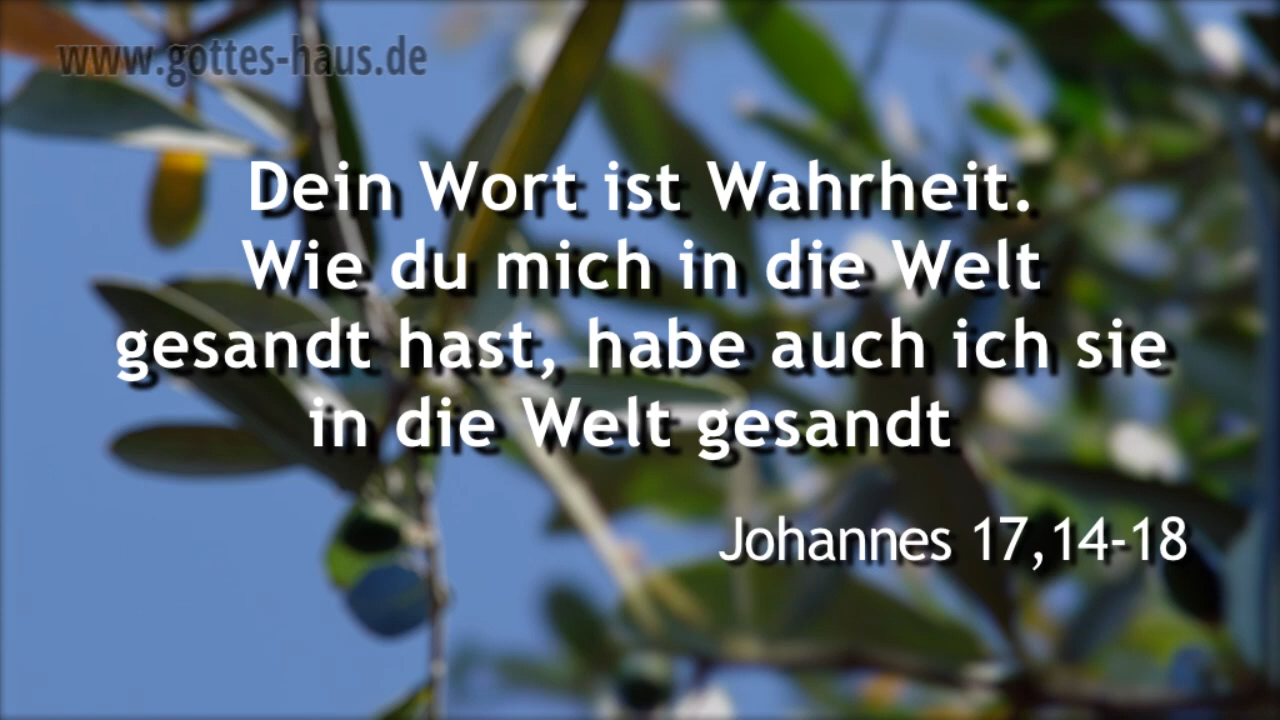 www.gottes-haus.de
Dein Wort ist Wahrheit.
Wie du mich in die Welt
gesandt hast, habe auch ich sie
in die Welt gesandt
Johannes 17,14-18